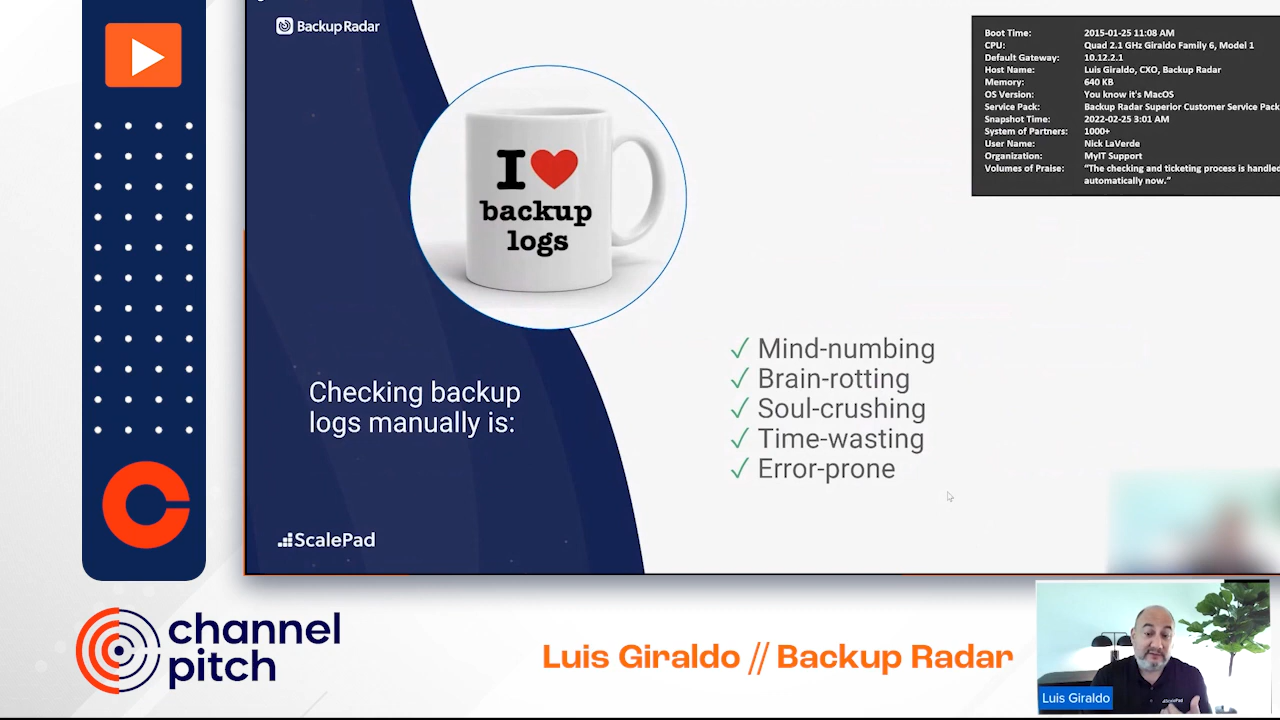 Backup Radar
I ❤ backup logs
Checking backup
logs manually is:
✓ Mind-numbing
✓ Brain-rotting
✓ Soul-crushing
✓ Time-wasting
✓ Error-prone
ScalePad
Boot Time: 2015-01-25 11:08 AM
CPU: Quad 2.1 GHz Giraldo Family 6, Model 1
Default Gateway: 10.12.2.1
Host Name: Luis Giraldo, CXO, Backup Radar
Memory: 640 KB
OS Version: You know it's MacOS
Service Pack: Backup Radar Superior Customer Service Pack
Snapshot Time: 2022-02-25 3:01 AM
System of Partners: 1000+
User Name: Nick LaVerde
Organization: MyIT Support
Volumes of Praise: “The checking and ticketing process is handled
automatically now.”
channel
pitch
Luis Giraldo // Backup Radar
Luis Giraldo
ScalePad